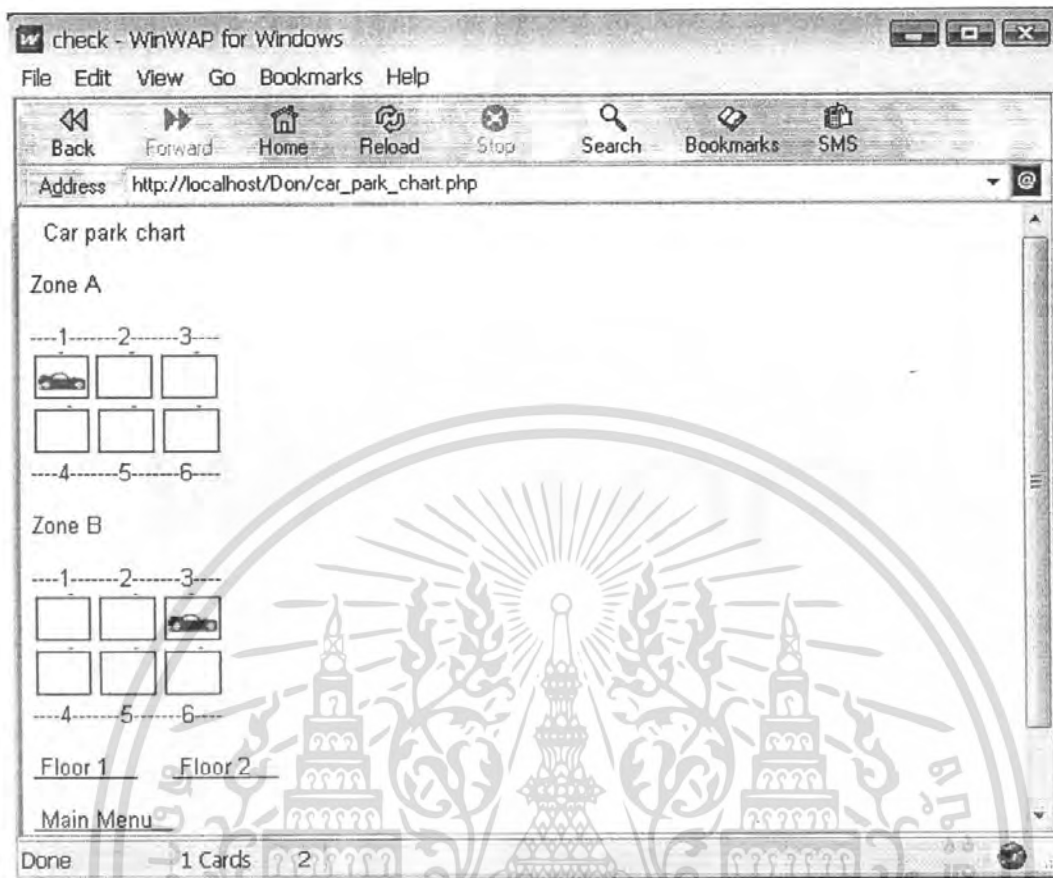 check - WinWAP for Windows
File Edit View Go Bookmarks Help
Back Forward Home Reload Stop Search Bookmarks SMS
Address http://localhost/Don/car_park_chart.php
Car park chart
Zone A
----1-------2------3----
----4------5------6----
Zone B
----1-------2------3----
----4------5------6----
Floor 1 Floor 2
Main Menu
Done 1 Cards 2